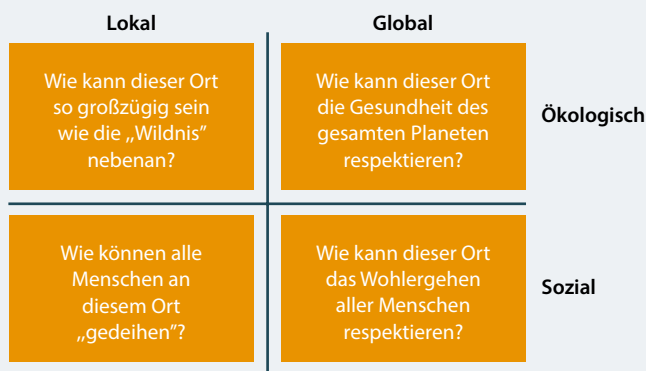 Lokal
Global
Wie kann dieser Ort
so großzügig sein
wie die „Wildnis”
nebenan?
Wie kann dieser Ort
die Gesundheit des
gesamten Planeten
respektieren?
Ökologisch
Wie können alle
Menschen an
diesem Ort
„gedeihen”?
Wie kann dieser Ort
das Wohlergehen
aller Menschen
respektieren?
Sozial